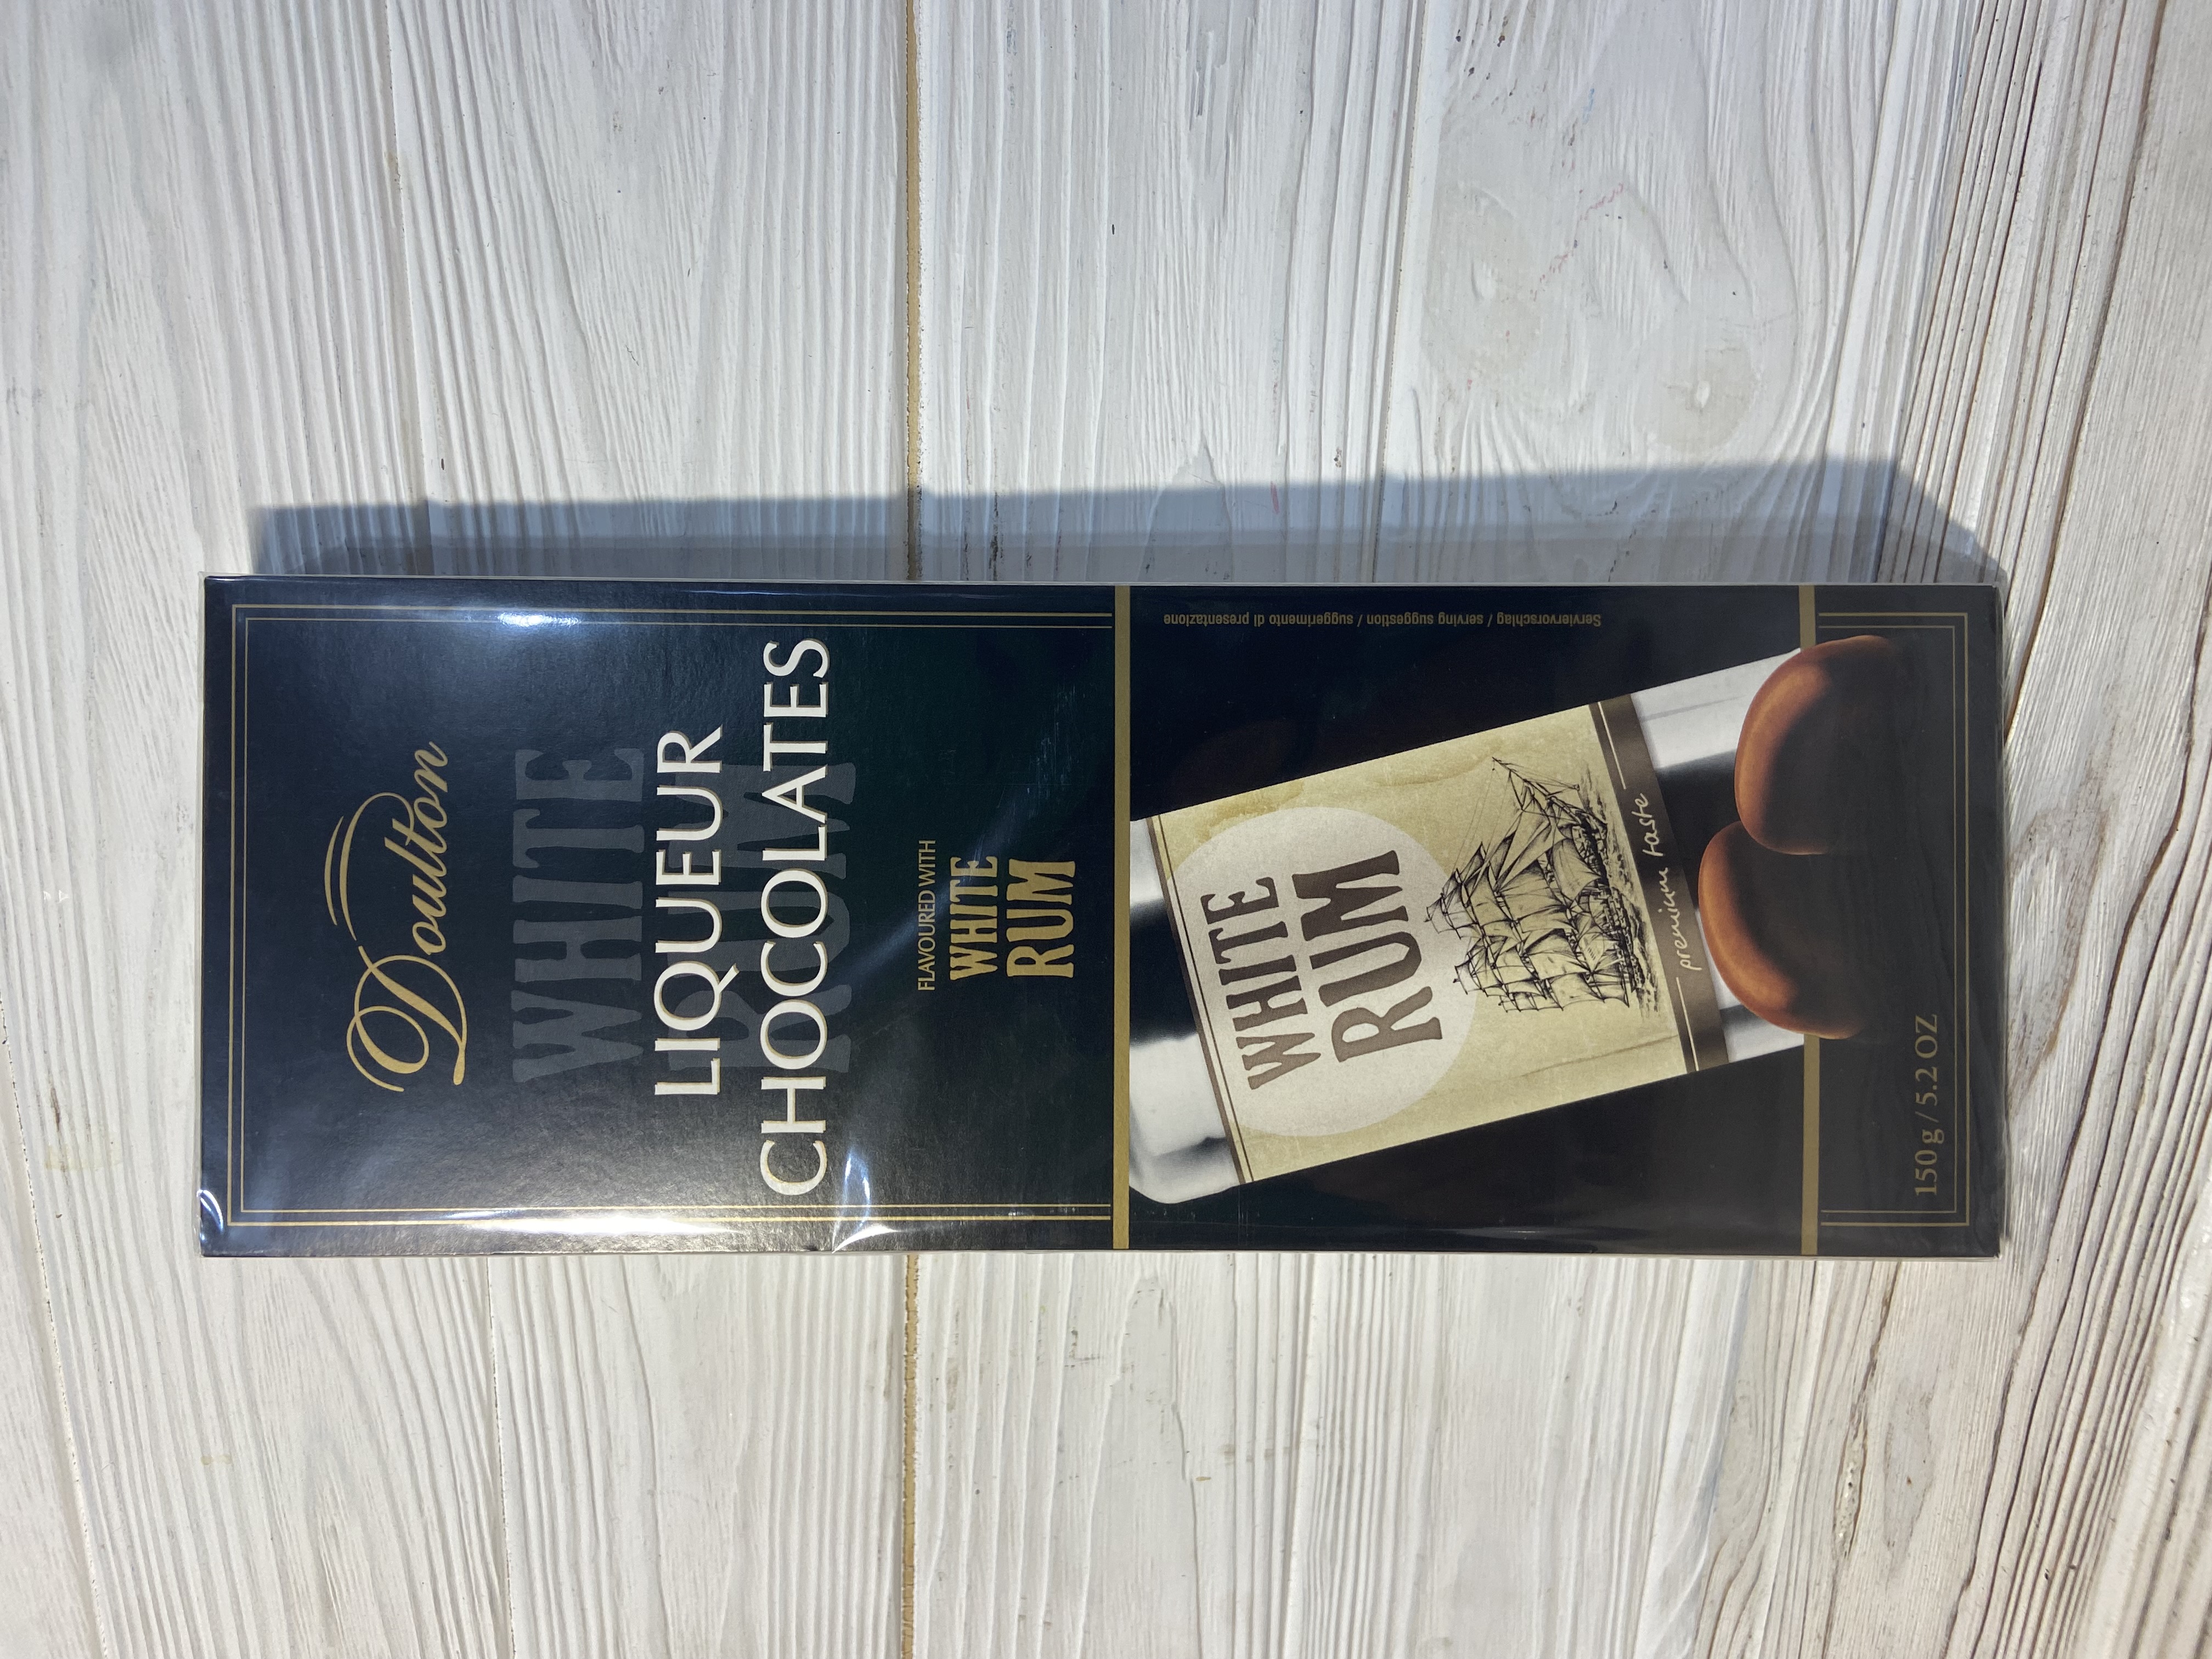 Doulton
WHITE
RUM
LIQUEUR
CHOCOLATES
FLAVOURED WITH
WHITE
RUM
Serviervorschlag / serving suggestion / suggerimento di presentazione
WHITE
RUM
premium taste
150 g / 5.2 OZ